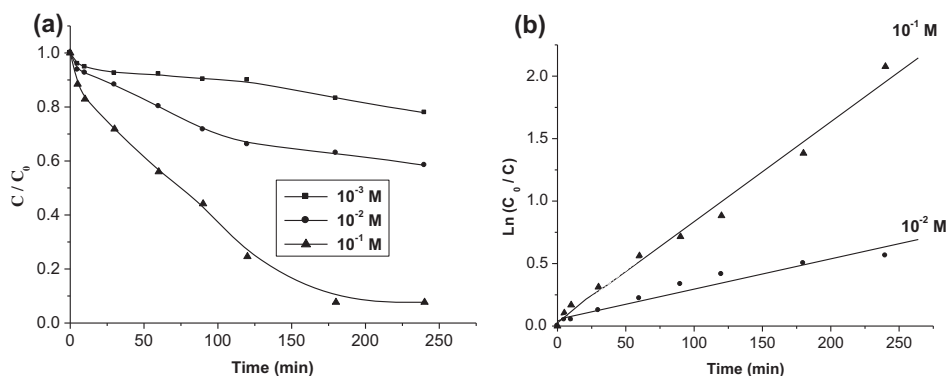 (a)
1.0
0.8
0.6
0.4
0.2
0.0
C / C₀
10⁻³ M
10⁻² M
10⁻¹ M
0 50 100 150 200 250
Time (min)
(b)
10⁻¹ M
2.0
1.5
1.0
0.5
0.0
Ln (C₀ / C)
10⁻² M
0 50 100 150 200 250
Time (min)